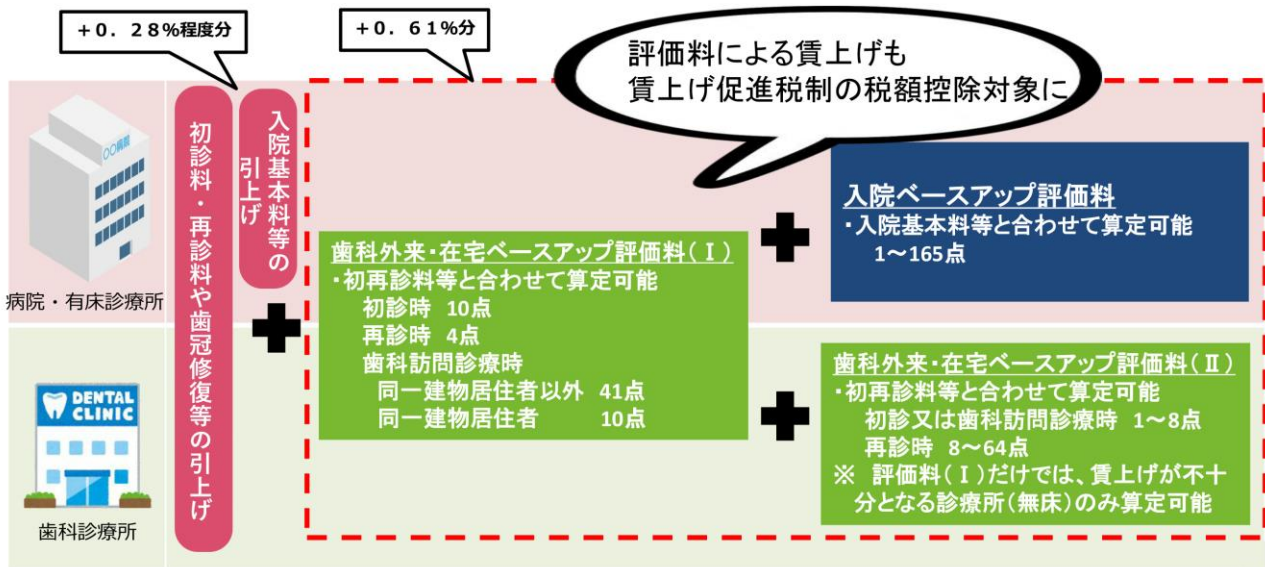 +0.28%程度分
+0.61%分
評価料による賃上げも
賃上げ促進税制の税額控除対象に
初診料・再診料や歯冠修復等の引上げ
入院基本料等の
引上げ
〇〇病院
病院・有床診療所
歯科外来・在宅ベースアップ評価料(Ⅰ)
・初再診料等と合わせて算定可能
初診時 10点
再診時 4点
歯科訪問診療時
同一建物居住者以外 41点
同一建物居住者 10点
入院ベースアップ評価料
・入院基本料等と合わせて算定可能
1~165点
DENTAL
CLINIC
歯科診療所
歯科外来・在宅ベースアップ評価料(Ⅱ)
・初再診料等と合わせて算定可能
初診又は歯科訪問診療時 1~8点
再診時 8~64点
※ 評価料(Ⅰ)だけでは、賃上げが不十
分となる診療所(無床)のみ算定可能